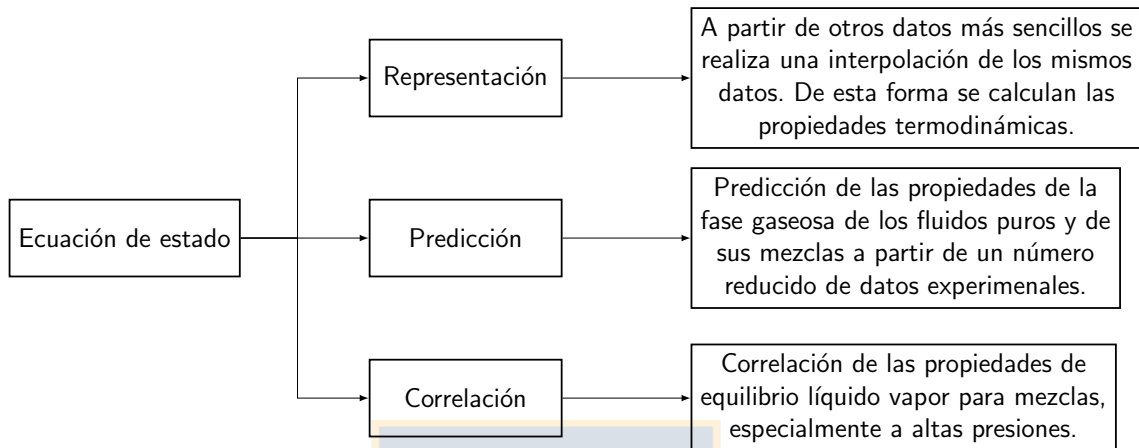 Ecuación de estado
Representación
A partir de otros datos más sencillos se
realiza una interpolación de los mismos
datos. De esta forma se calculan las
propiedades termodinámicas.
Predicción
Predicción de las propiedades de la
fase gaseosa de los fluidos puros y de
sus mezclas a partir de un número
reducido de datos experimenales.
Correlación
Correlación de las propiedades de
equilibrio líquido vapor para mezclas,
especialmente a altas presiones.